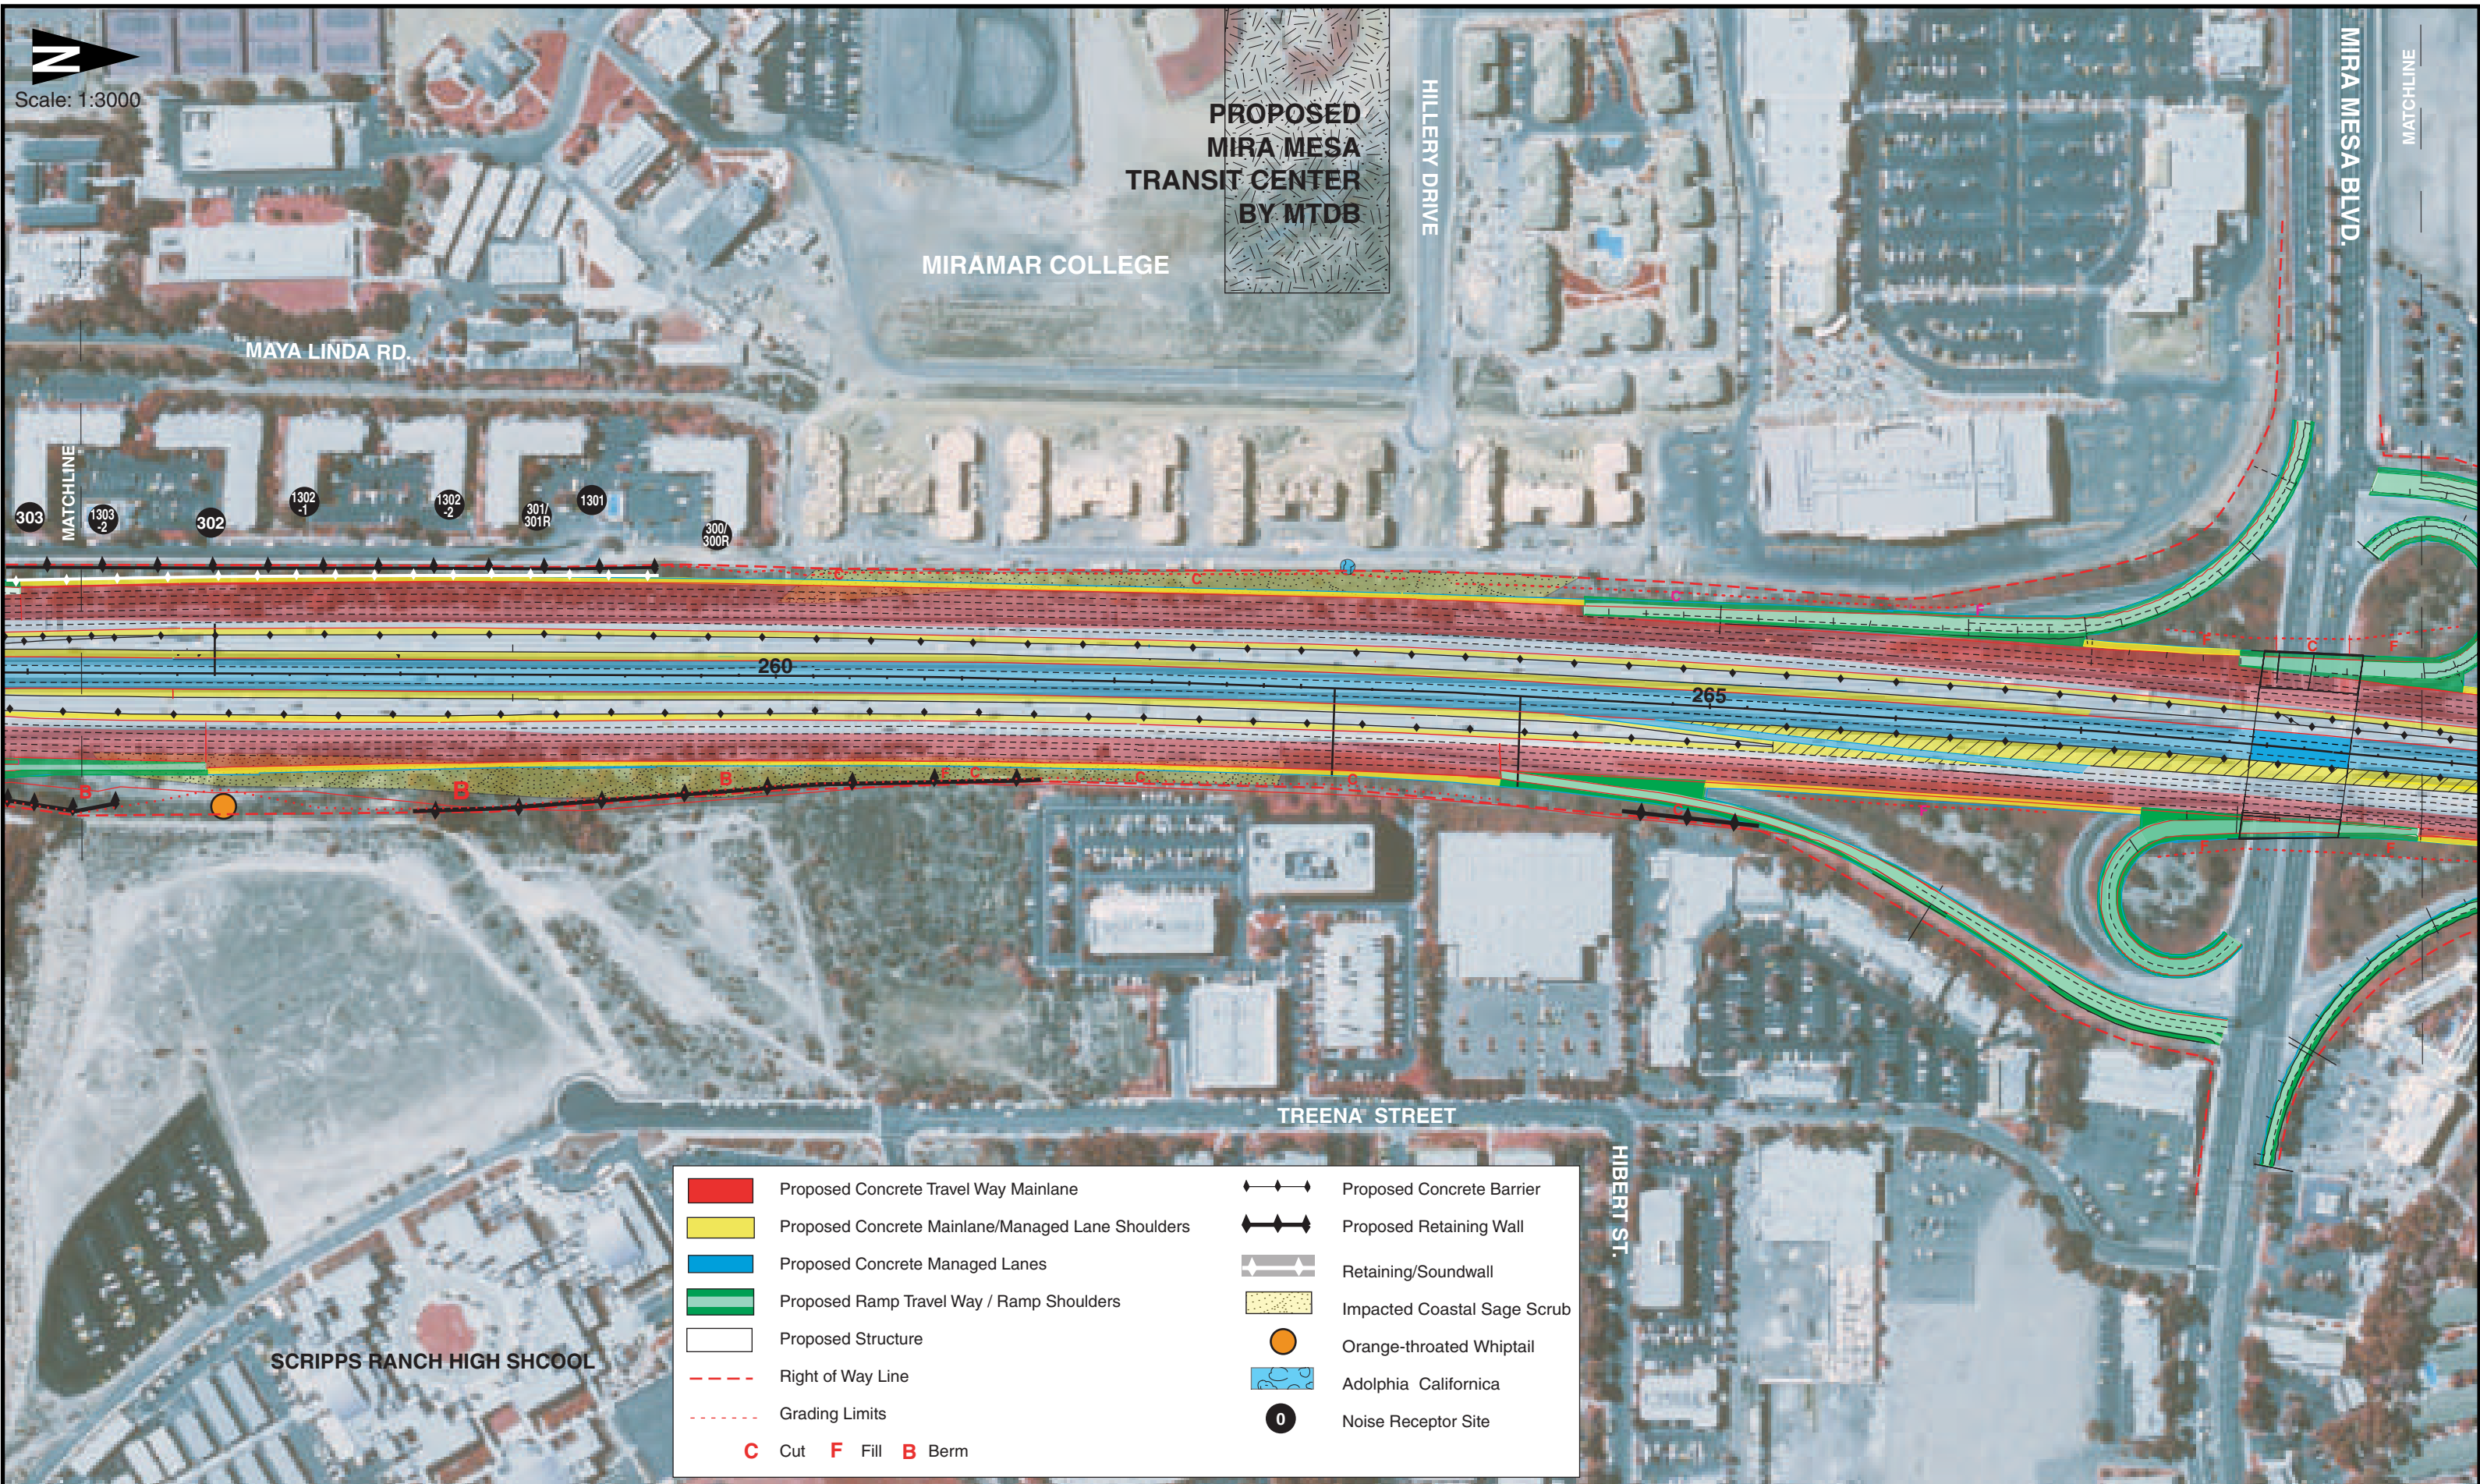 N
Scale: 1:3000
PROPOSED
MIRA MESA
TRANSIT CENTER
BY MTDB
HILLERY DRIVE
MIRA MESA BLVD.
MATCHLINE
MIRAMAR COLLEGE
MAYA LINDA RD.
MATCHLINE
303
1303
-2
302
1302
-1
1302
-2
301/
301R
1301
300/
300R
C
C
C
F
F
C
F
260
265
B
B
B
F C
C
C
C
F
F
F
TREENA STREET
HIBERT ST.
SCRIPPS RANCH HIGH SHCOOL
Proposed Concrete Travel Way Mainlane
Proposed Concrete Mainlane/Managed Lane Shoulders
Proposed Concrete Managed Lanes
Proposed Ramp Travel Way / Ramp Shoulders
Proposed Structure
Right of Way Line
Grading Limits
C Cut F Fill B Berm
Proposed Concrete Barrier
Proposed Retaining Wall
Retaining/Soundwall
Impacted Coastal Sage Scrub
Orange-throated Whiptail
Adolphia Californica
0 Noise Receptor Site